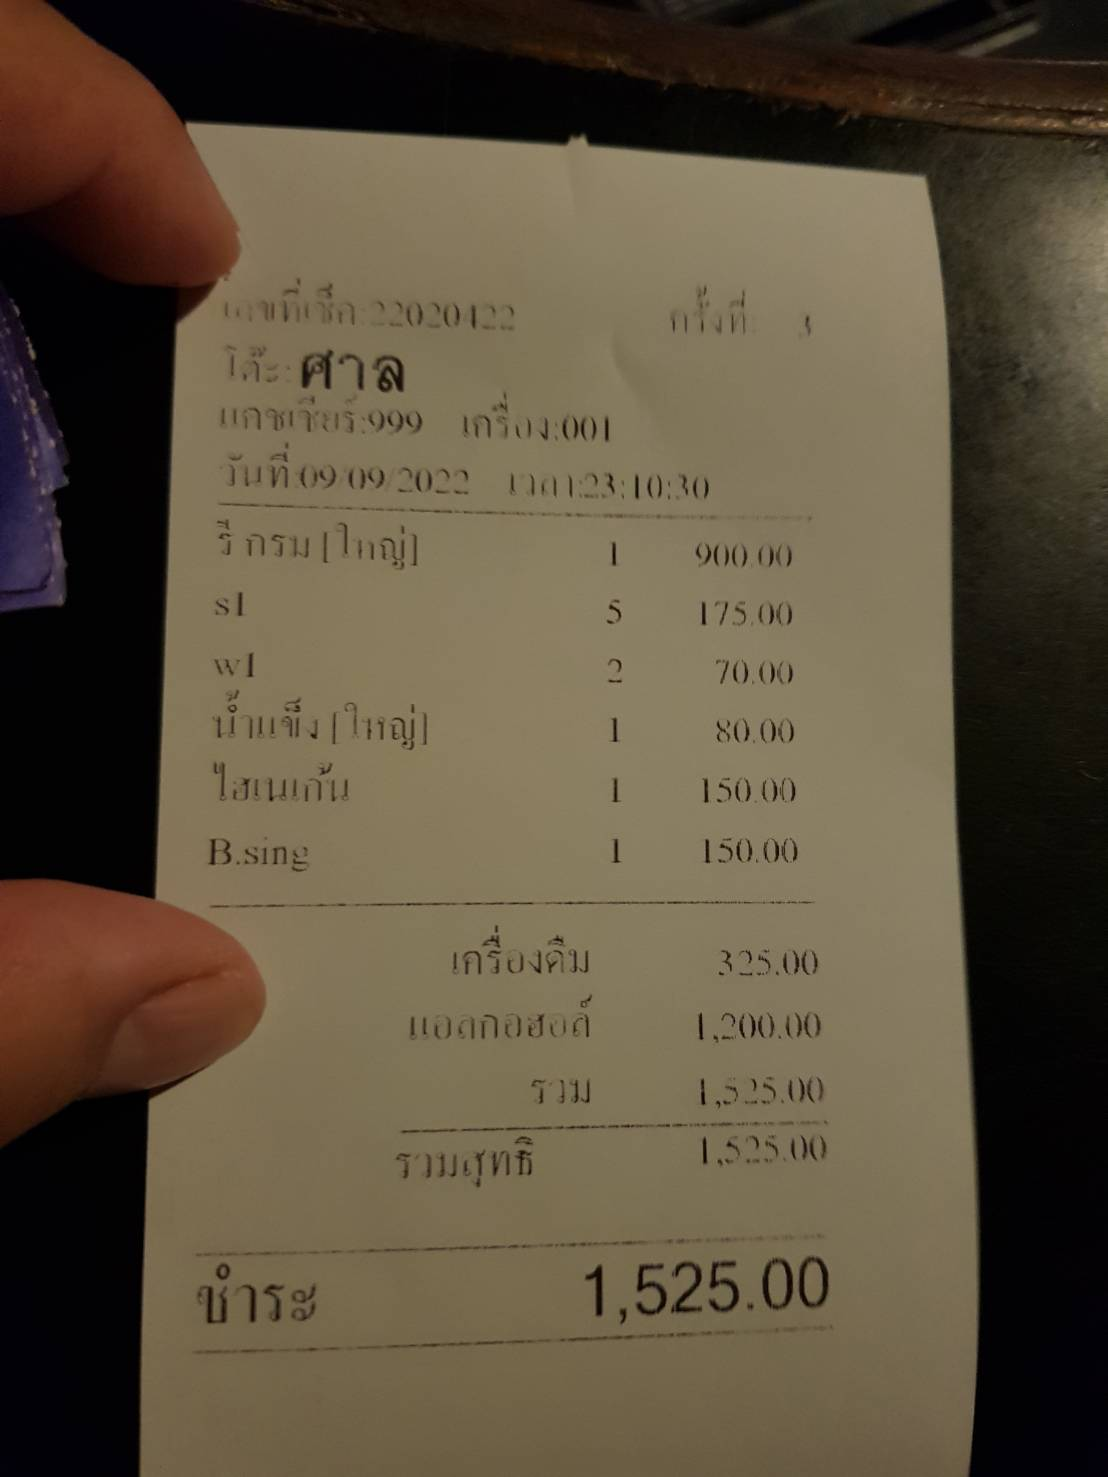 เลขที่เช็ค:22020422 ครั้งที่: 3
โต๊ะ:ศาล
แคชเชียร์:999 เครื่อง:001
วันที่:09/09/2022 เวลา:23:10:30
รี กรม [ใหญ่] 1 900.00
s1 5 175.00
w1 2 70.00
น้ำแข็ง [ใหญ่] 1 80.00
ไฮเนเก้น 1 150.00
B.sing 1 150.00
เครื่องดืม 325.00
แอลกอฮอล์ 1,200.00
รวม 1,525.00
รวมสุทธิ 1,525.00
ชำระ 1,525.00